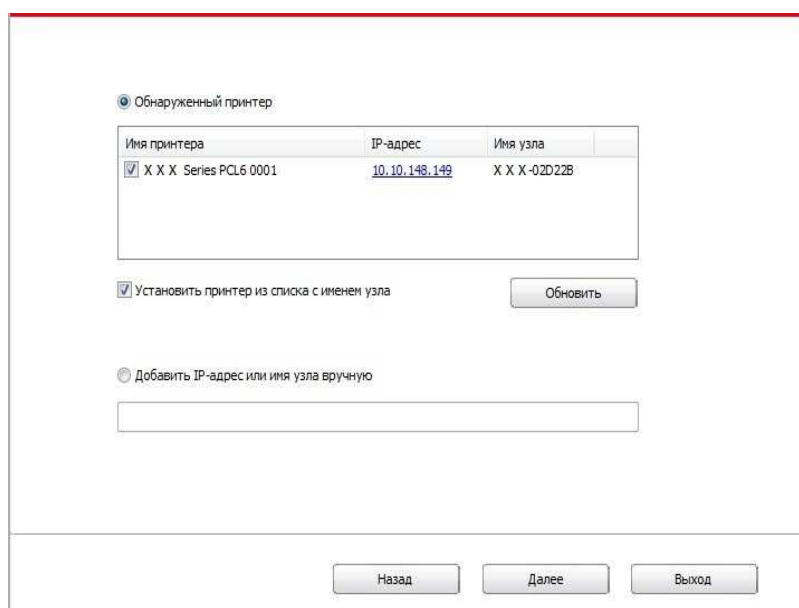 Обнаруженный принтер
Имя принтера IP-адрес Имя узла
X X X Series PCL6 0001 10.10.148.149 X X X-02D22B
Установить принтер из списка с именем узла Обновить
Добавить IP-адрес или имя узла вручную
Назад Далее Выход